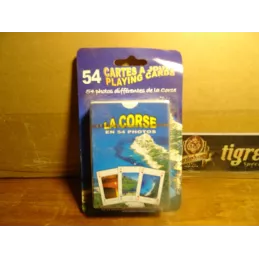 54 CARTES A JOUER
PLAYING CARDS
54 photos différentes de la Corse
LA CORSE
EN 54 PHOTOS
tigre